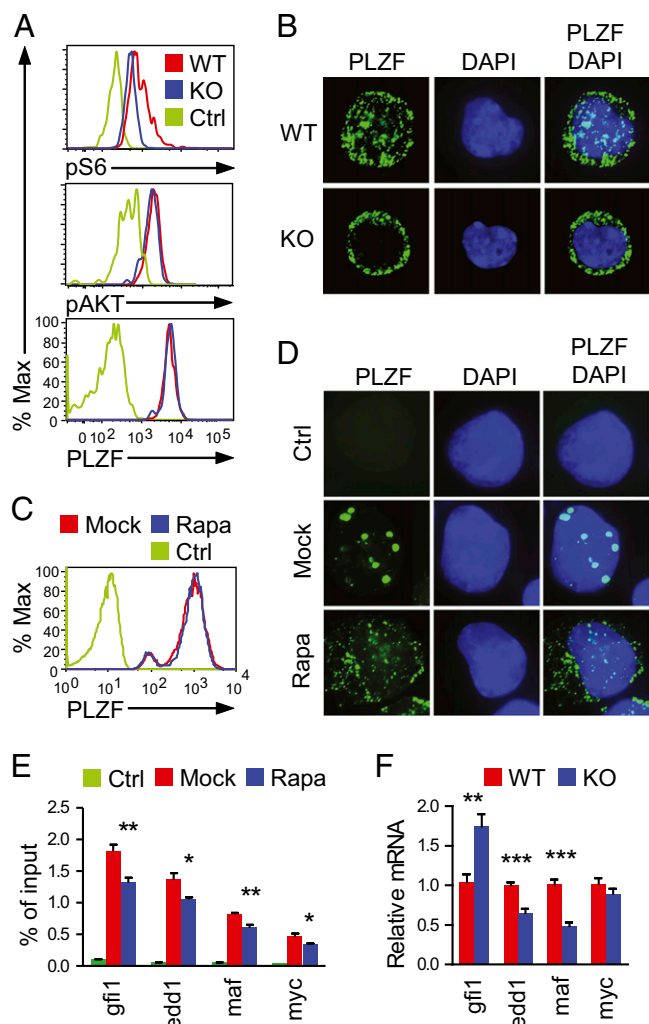 A
WT
KO
Ctrl
pS6
pAKT
100
80
60
40
20
0
% Max
0 10² 10³ 10⁴ 10⁵
PLZF
B
PLZF DAPI PLZF
DAPI
WT
KO
C
Mock Rapa
Ctrl
100
80
60
40
20
0
% Max
10⁰ 10¹ 10² 10³ 10⁴
PLZF
D
PLZF DAPI PLZF
DAPI
Ctrl
Mock
Rapa
E
Ctrl Mock Rapa
2.5
2.0
1.5
1.0
0.5
0.0
% of input
** * ** *
gfi1 edd1 maf myc
F
WT KO
2.0
1.5
1.0
0.5
0.0
Relative mRNA
** *** ***
gfi1 edd1 maf myc